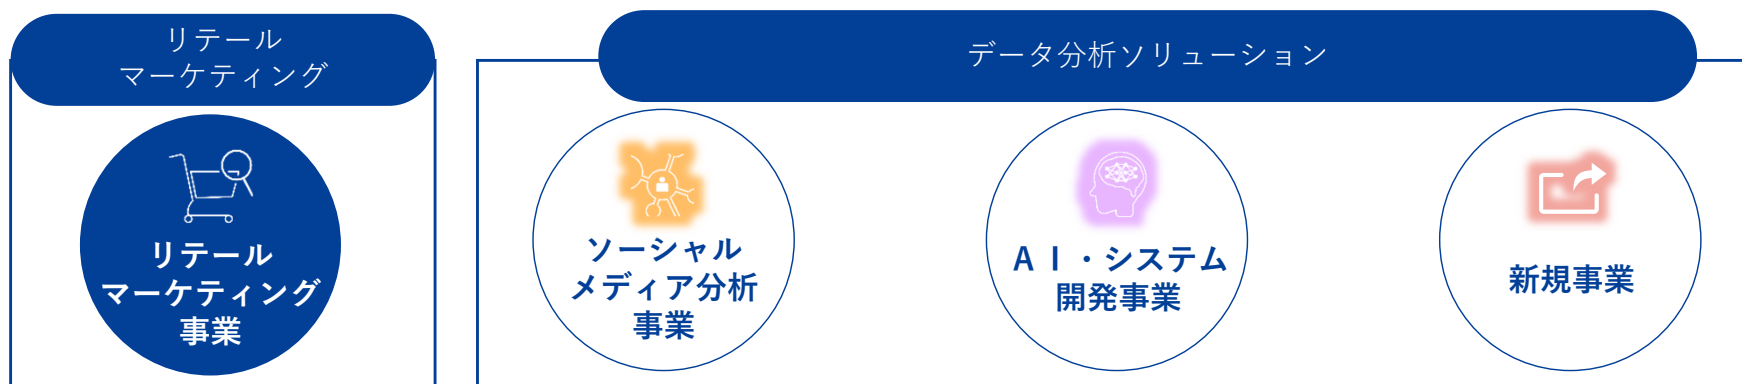 リテール
マーケティング
データ分析ソリューション
リテール
マーケティング
事業
ソーシャル
メディア分析
事業
ＡＩ・システム
開発事業
新規事業